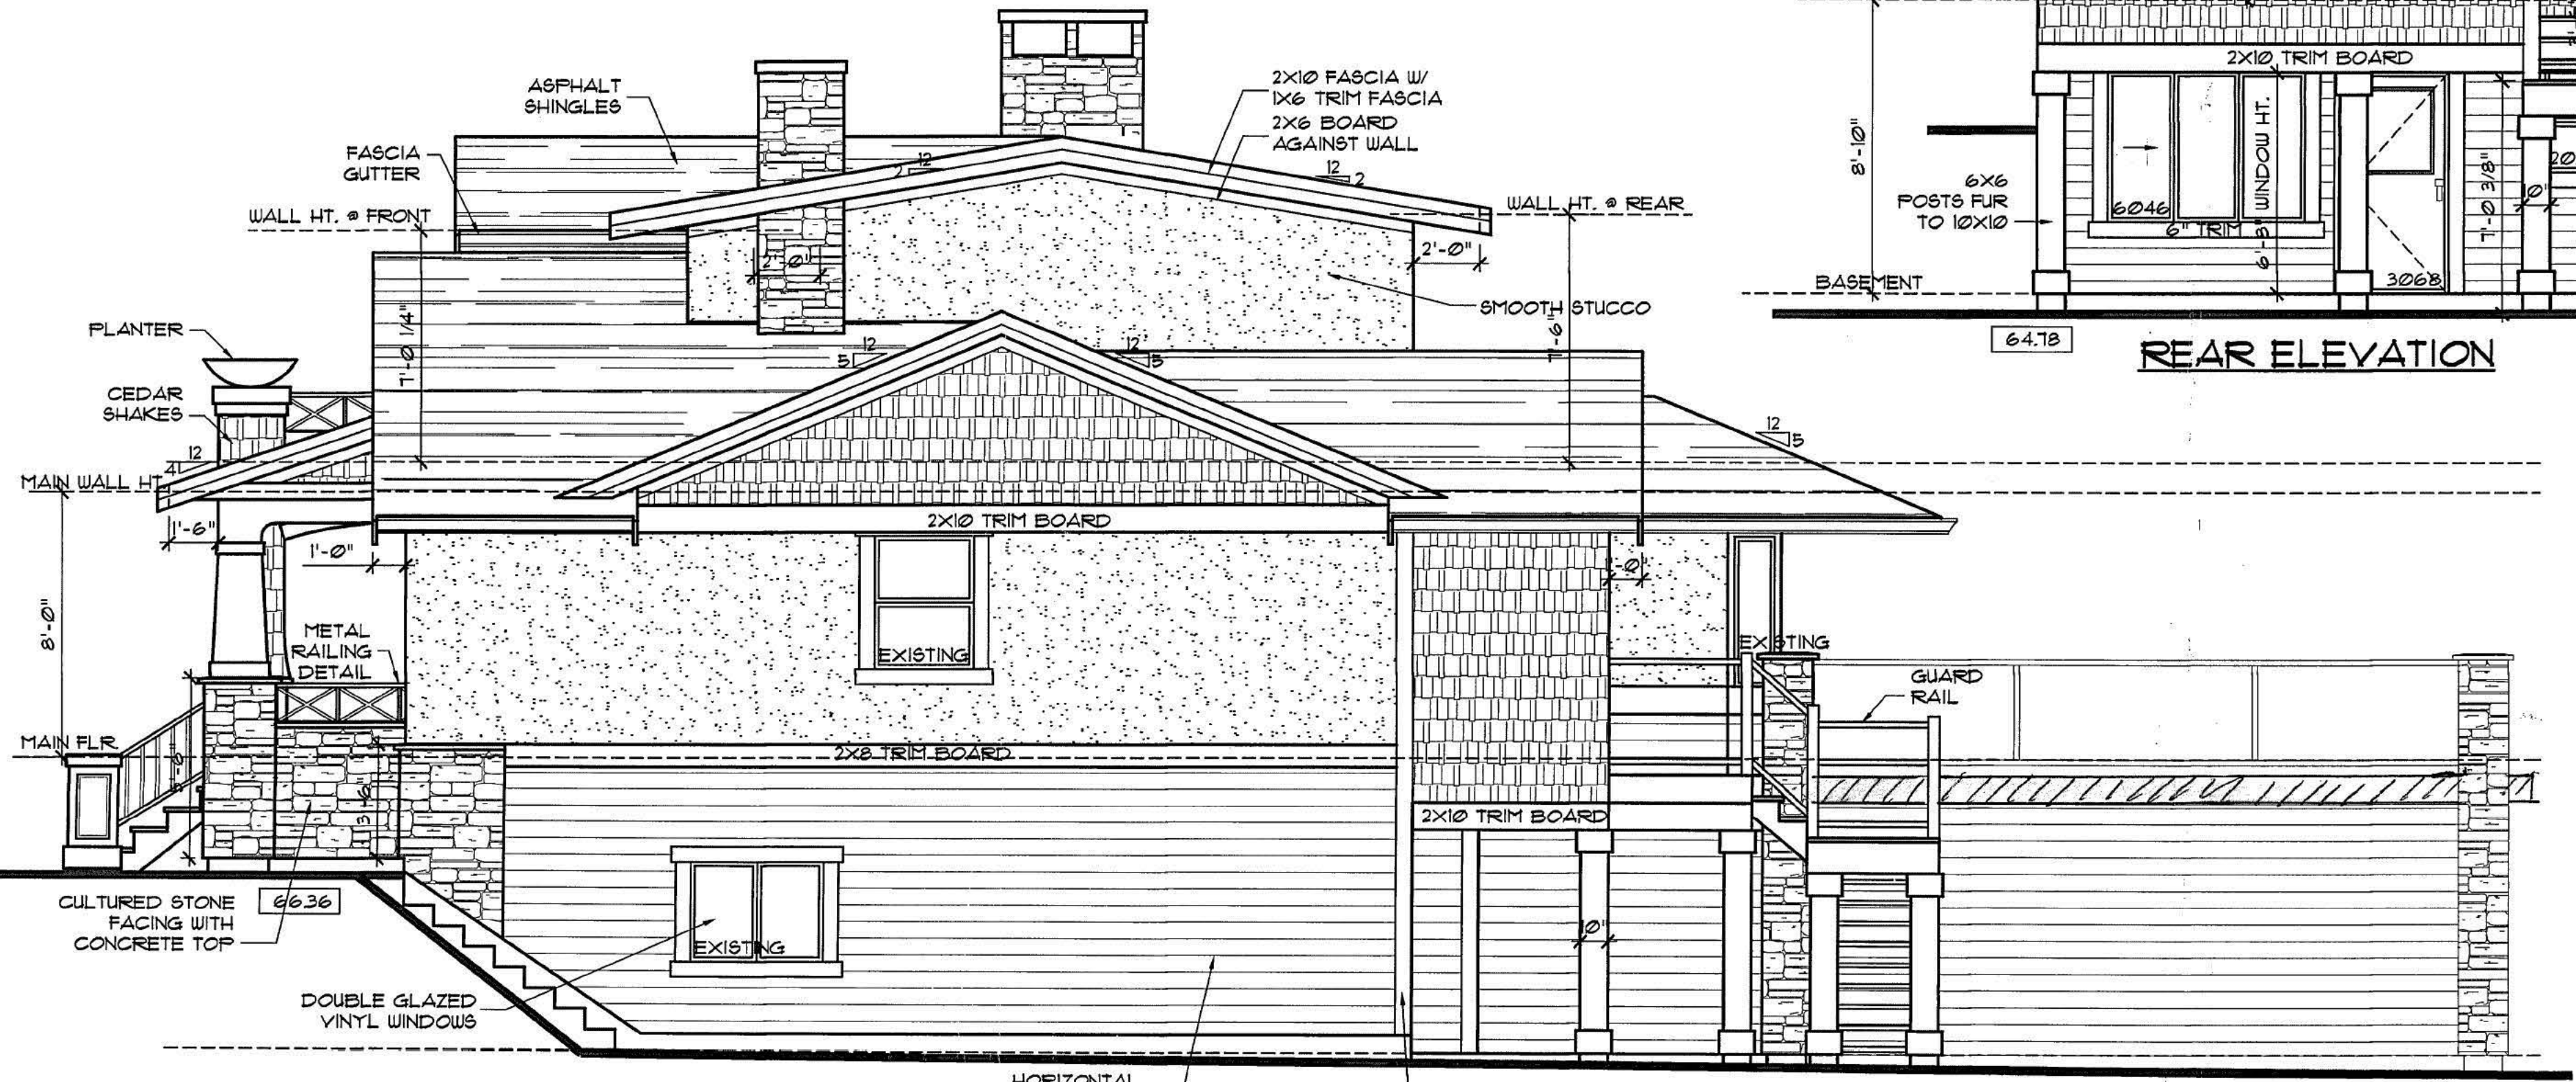 ASPHALT
SHINGLES
FASCIA
GUTTER
WALL HT. @ FRONT
2X10 FASCIA W/
1X6 TRIM FASCIA
2X6 BOARD
AGAINST WALL
12
2
12
2
WALL HT. @ REAR
2'-0"
2'-0"
SMOOTH STUCCO
PLANTER
CEDAR
SHAKES
7'-0 1/4"
12
5
12
5
12
4
12
5
MAIN WALL HT.
1'-6"
1'-0"
8'-0"
2X10 TRIM BOARD
EXISTING
METAL
RAILING
DETAIL
EXISTING
GUARD
RAIL
MAIN FLR
2X8 TRIM BOARD
3'-6"
2X10 TRIM BOARD
CULTURED STONE
FACING WITH
CONCRETE TOP
66.36
EXISTING
10"
DOUBLE GLAZED
VINYL WINDOWS
HORIZONTAL
2X10 TRIM BOARD
8'-10"
6X6
POSTS FUR
TO 10X10
6046
6" TRIM
6'-8" WINDOW HT.
3068
7'-0 3/8"
10"
BASEMENT
64.78
REAR ELEVATION